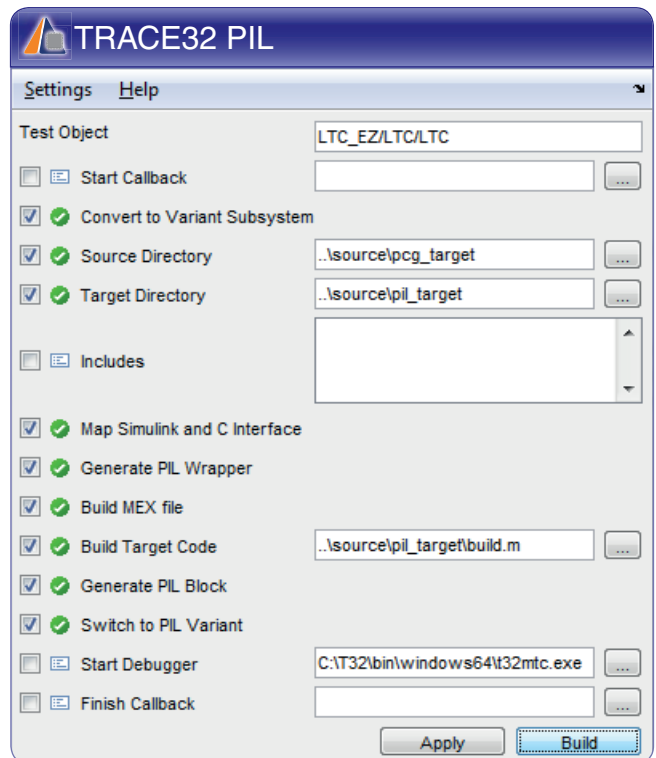 TRACE32 PIL
Settings Help
Test Object LTC_EZ/LTC/LTC
Start Callback ...
Convert to Variant Subsystem
Source Directory ..\source\pcg_target ...
Target Directory ..\source\pil_target ...
Includes
Map Simulink and C Interface
Generate PIL Wrapper
Build MEX file
Build Target Code ..\source\pil_target\build.m ...
Generate PIL Block
Switch to PIL Variant
Start Debugger C:\T32\bin\windows64\t32mtc.exe ...
Finish Callback ...
Apply Build